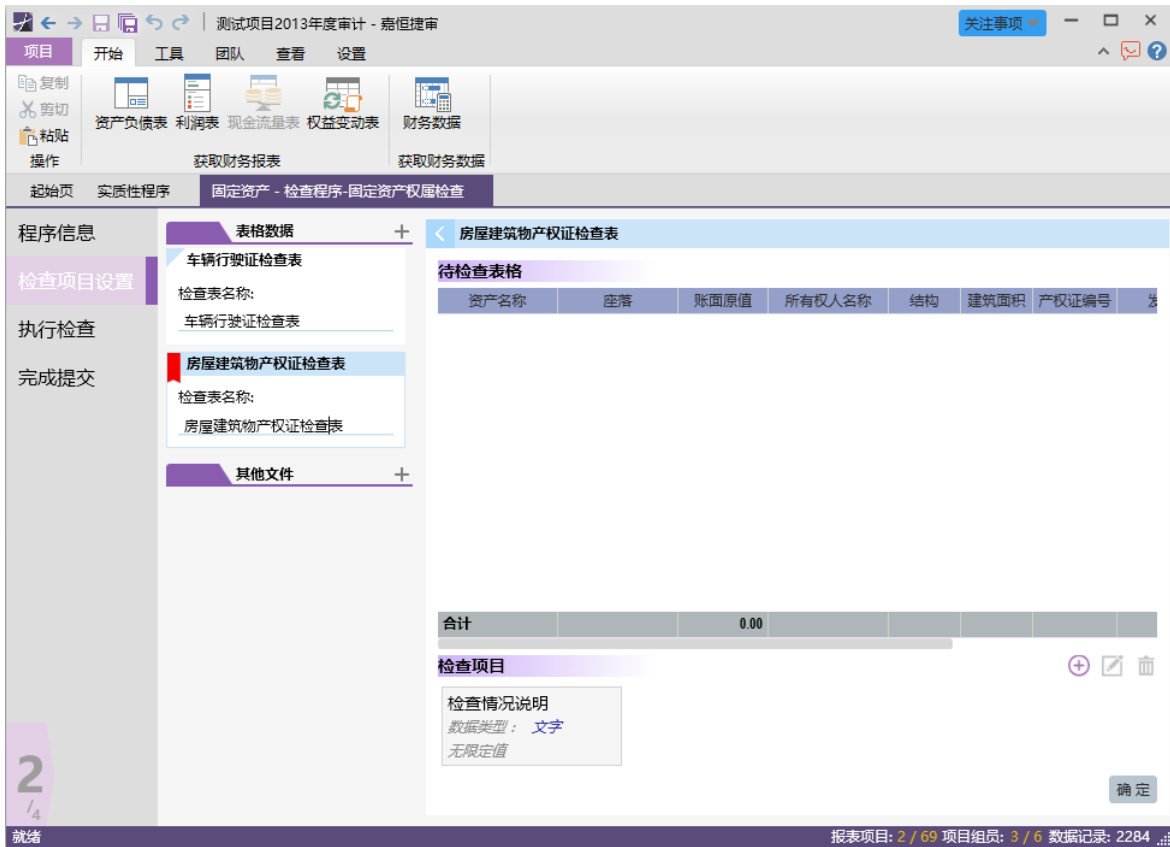 测试项目2013年度审计 - 嘉恒捷审 关注事项
项目 开始 工具 团队 查看 设置
复制
剪切
粘贴
操作
资产负债表 利润表 现金流量表 权益变动表
获取财务报表
财务数据
获取财务数据
起始页 实质性程序 固定资产 - 检查程序-固定资产权属检查
程序信息
检查项目设置
执行检查
完成提交
2
/4
表格数据
车辆行驶证检查表
检查表名称:
车辆行驶证检查表
房屋建筑物产权证检查表
检查表名称:
房屋建筑物产权证检查表
其他文件
房屋建筑物产权证检查表
待检查表格
资产名称 座落 账面原值 所有权人名称 结构 建筑面积 产权证编号 发
合计 0.00
检查项目
检查情况说明
数据类型： 文字
无限定值
确 定
就绪 报表项目: 2 / 69 项目组员: 3 / 6 数据记录: 2284